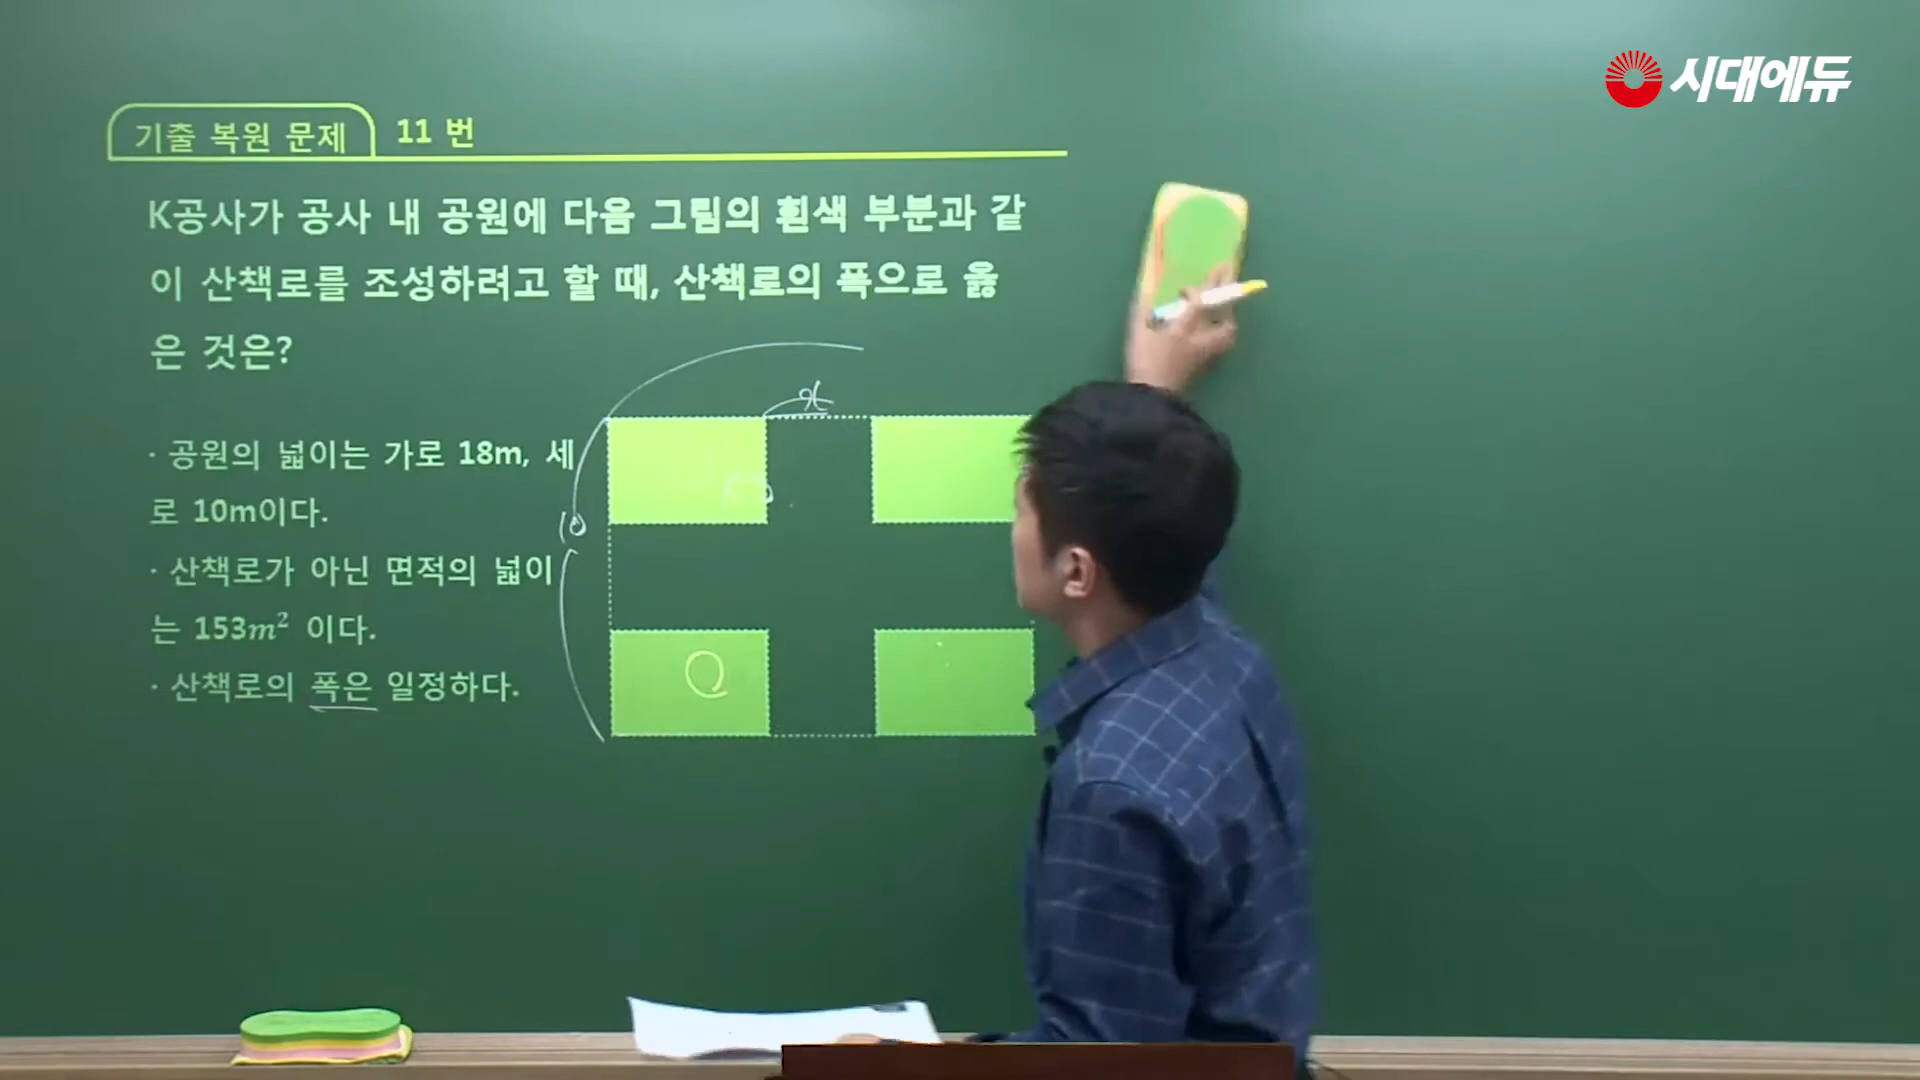 시대에듀
기출 복원 문제 11 번
K공사가 공사 내 공원에 다음 그림의 흰색 부분과 같
이 산책로를 조성하려고 할 때, 산책로의 폭으로 옳
은 것은?
· 공원의 넓이는 가로 18m, 세
로 10m이다.
· 산책로가 아닌 면적의 넓이
는 153m² 이다.
· 산책로의 폭은 일정하다.
x
10